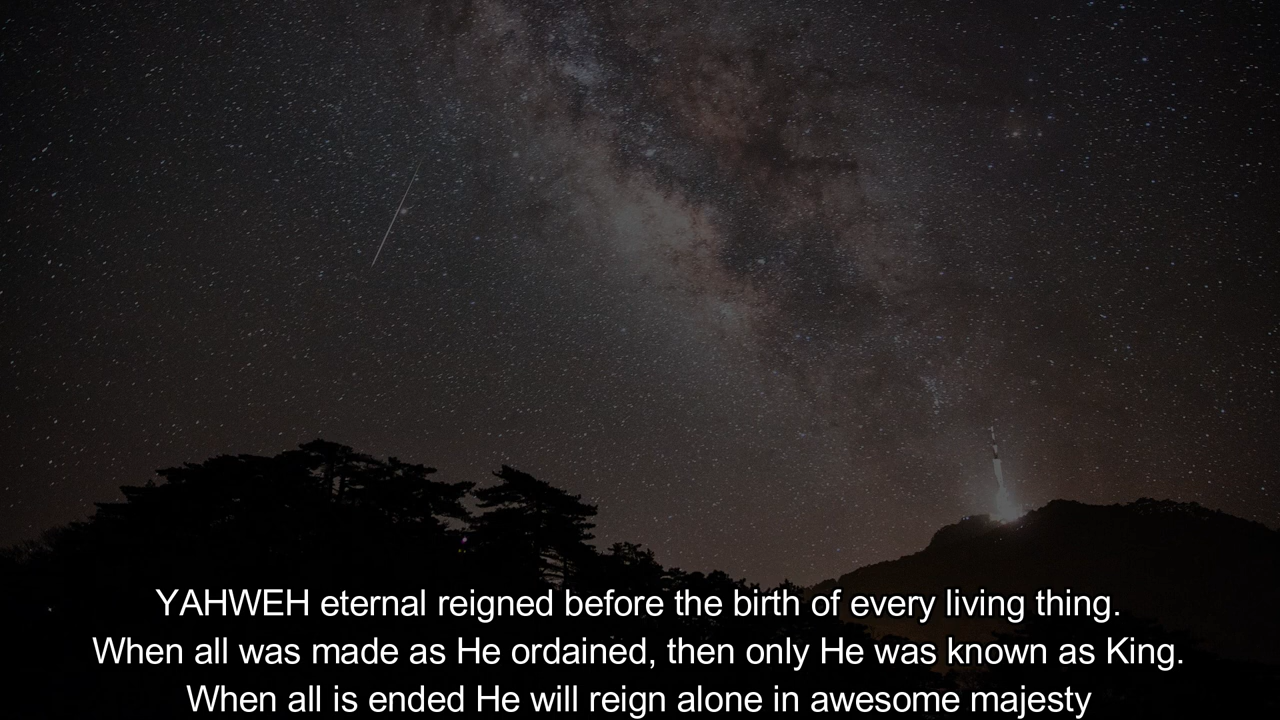 YAHWEH eternal reigned before the birth of every living thing.
When all was made as He ordained, then only He was known as King.
When all is ended He will reign alone in awesome majesty